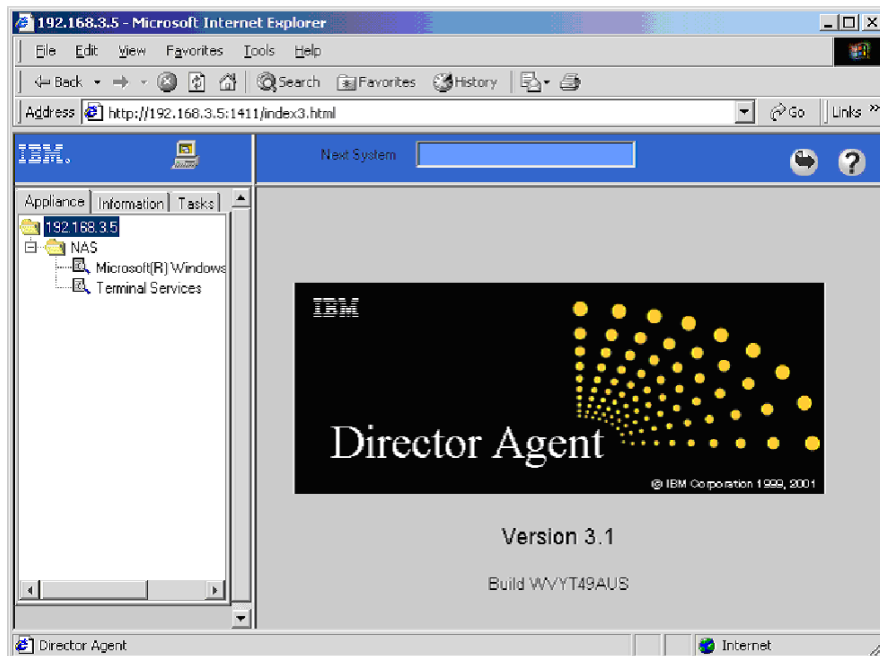 192.168.3.5 - Microsoft Internet Explorer
File Edit View Favorites Tools Help
Back Search Favorites History
Address http://192.168.3.5:1411/index3.html Go Links »
IBM. Next System ?
Appliance Information Tasks
192.168.3.5
NAS
Microsoft(R) Windows
Terminal Services
IBM
Director Agent
© IBM Corporation 1999, 2001
Version 3.1
Build WVYT49AUS
Director Agent Internet